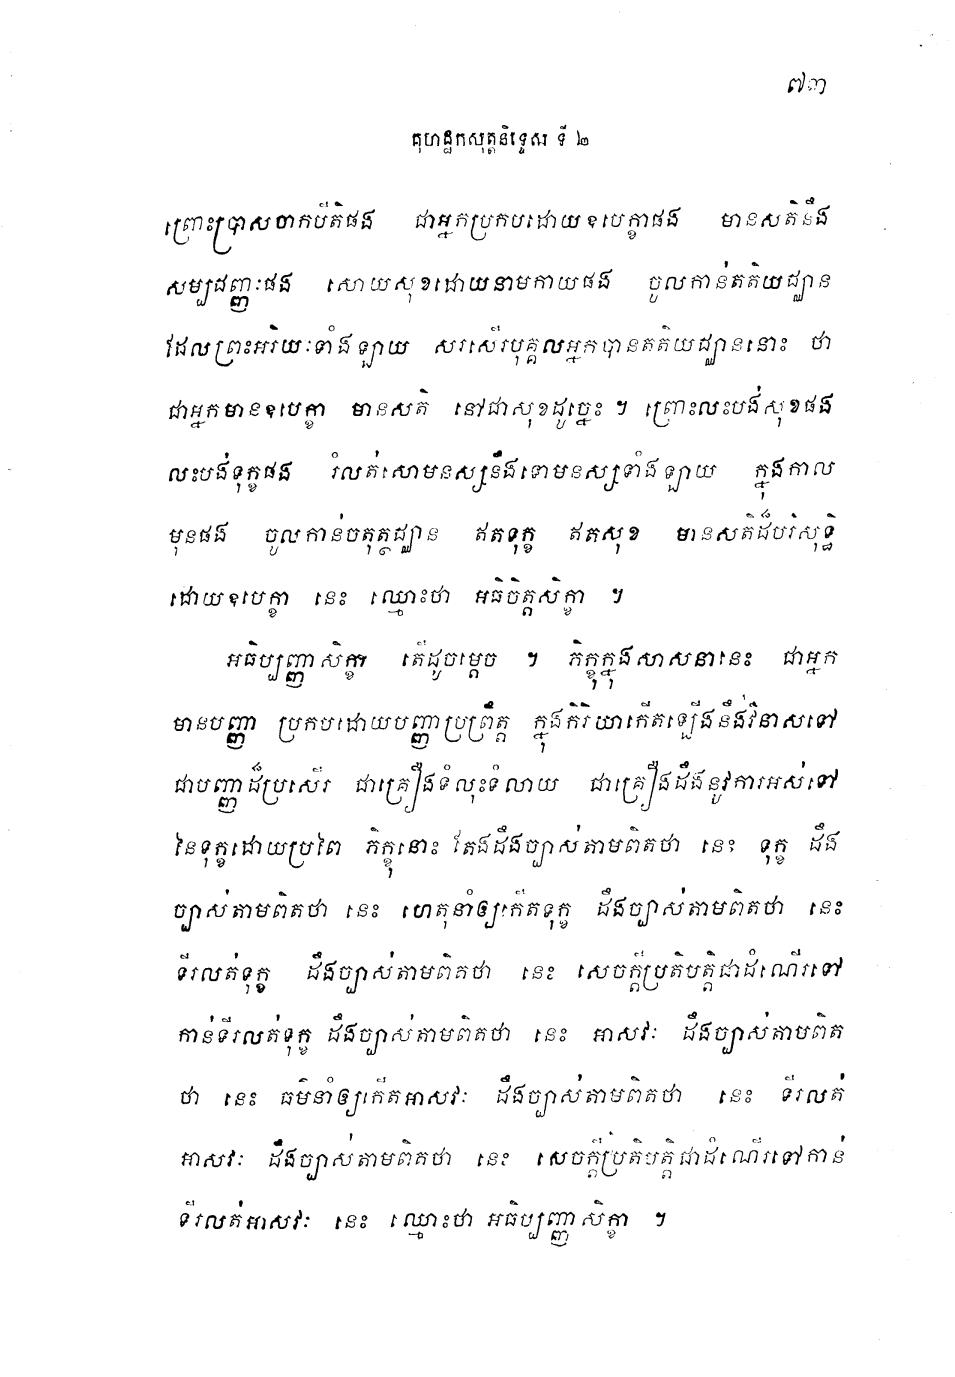 ៧៣
គុហដ្ឋកសុត្តនិទ្ទេស ទី ២
ព្រោះប្រាសចាកបីតិផង ជាអ្នកប្រកបដោយឧបេក្ខាផង មានសតិនឹង
សម្បជញ្ញៈផង សោយសុខដោយនាមកាយផង ចូលកាន់តតិយជ្ឈាន
ដែលព្រះអរិយៈទាំងឡាយ សរសើរបុគ្គលអ្នកបានតតិយជ្ឈាននោះ ថា
ជាអ្នកមានឧបេក្ខា មានសតិ នៅជាសុខដូច្នេះ ។ ព្រោះលះបង់សុខផង
លះបង់ទុក្ខផង រំលត់សោមនស្សនឹងទោមនស្សទាំងឡាយ ក្នុងកាល
មុនផង ចូលកាន់ចតុត្ថជ្ឈាន ឥតទុក្ខ ឥតសុខ មានសតិដ៏បរិសុទ្ធិ
ដោយឧបេក្ខា នេះ ឈ្មោះថា អធិចិត្តសិក្ខា ។
អធិប្បញ្ញាសិក្ខា តើដូចម្តេច ។ ភិក្ខុក្នុងសាសនានេះ ជាអ្នក
មានបញ្ញា ប្រកបដោយបញ្ញាប្រព្រឹត្ត ក្នុងកិរិយាកើតឡើងនឹងវិនាសទៅ
ជាបញ្ញាដ៏ប្រសើរ ជាគ្រឿងទំលុះទំលាយ ជាគ្រឿងដឹងនូវការអស់ទៅ
នៃទុក្ខដោយប្រពៃ ភិក្ខុនោះ តែងដឹងច្បាស់តាមពិតថា នេះ ទុក្ខ ដឹង
ច្បាស់តាមពិតថា នេះ ហេតុនាំឲ្យកើតទុក្ខ ដឹងច្បាស់តាមពិតថា នេះ
ទីរលត់ទុក្ខ ដឹងច្បាស់តាមពិតថា នេះ សេចក្តីប្រតិបត្តិជាដំណើរទៅ
កាន់ទីរលត់ទុក្ខ ដឹងច្បាស់តាមពិតថា នេះ អាសវៈ ដឹងច្បាស់តាមពិត
ថា នេះ ធម៌នាំឲ្យកើតអាសវៈ ដឹងច្បាស់តាមពិតថា នេះ ទីរលត់
អាសវៈ ដឹងច្បាស់តាមពិតថា នេះ សេចក្តីប្រតិបត្តិជាដំណើរទៅកាន់
ទីរលត់អាសវៈ នេះ ឈ្មោះថា អធិប្បញ្ញាសិក្ខា ។